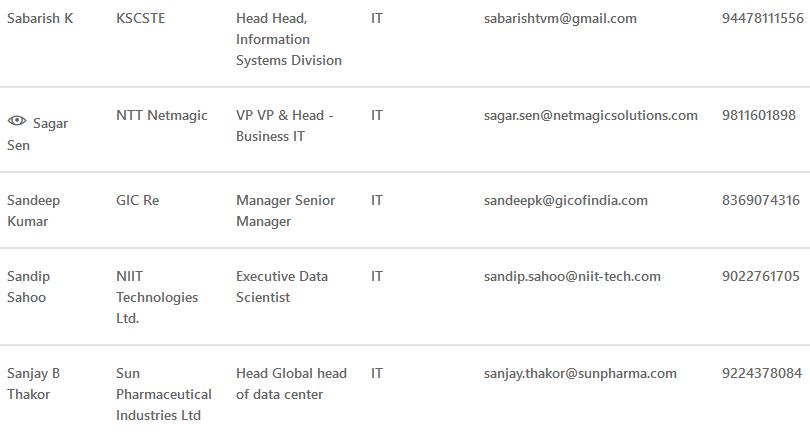 Sabarish K KSCSTE Head Head, IT sabarishtvm@gmail.com 94478111556
Information
Systems Division
Sagar NTT Netmagic VP VP & Head - IT sagar.sen@netmagicsolutions.com 9811601898
Sen Business IT
Sandeep GIC Re Manager Senior IT sandeepk@gicofindia.com 8369074316
Kumar Manager
Sandip NIIT Executive Data IT sandip.sahoo@niit-tech.com 9022761705
Sahoo Technologies Scientist
Ltd.
Sanjay B Sun Head Global head IT sanjay.thakor@sunpharma.com 9224378084
Thakor Pharmaceutical of data center
Industries Ltd